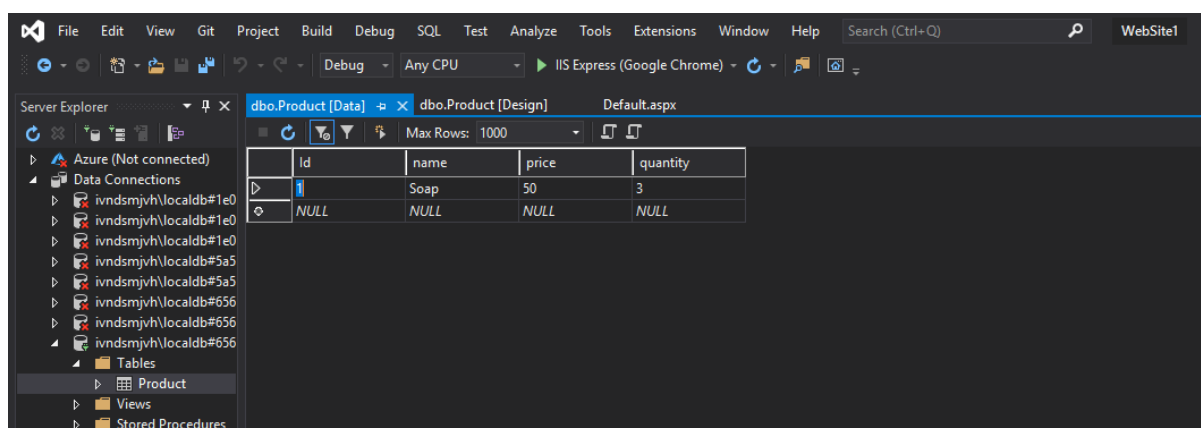 File Edit View Git Project Build Debug SQL Test Analyze Tools Extensions Window Help Search (Ctrl+Q) WebSite1
Debug Any CPU IIS Express (Google Chrome)
Server Explorer
dbo.Product [Data] dbo.Product [Design] Default.aspx
Max Rows: 1000
Azure (Not connected)
Data Connections
ivndsmjvh\localdb#1e0
ivndsmjvh\localdb#1e0
ivndsmjvh\localdb#1e0
ivndsmjvh\localdb#5a5
ivndsmjvh\localdb#5a5
ivndsmjvh\localdb#656
ivndsmjvh\localdb#656
ivndsmjvh\localdb#656
Tables
Product
Views
Stored Procedures
Id name price quantity
1 Soap 50 3
NULL NULL NULL NULL